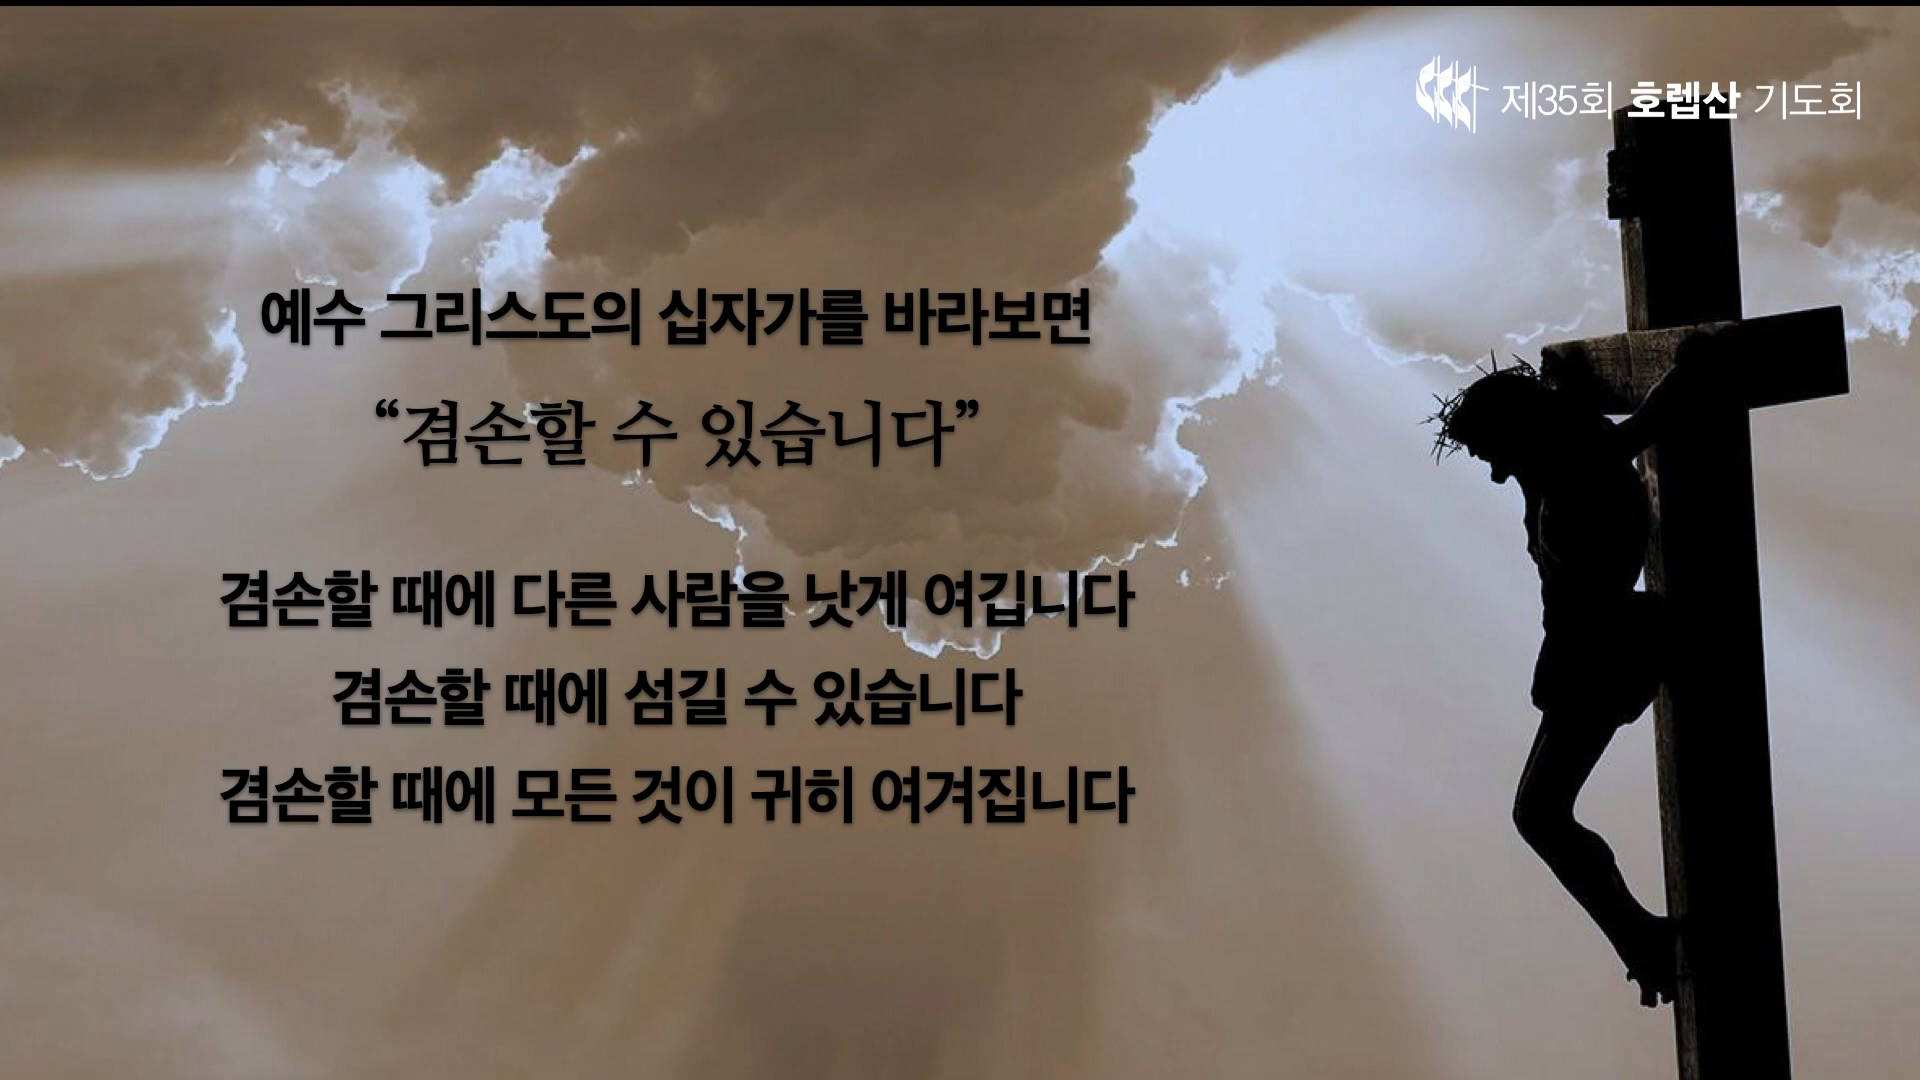 제35회 호렙산 기도회
예수 그리스도의 십자가를 바라보면
“겸손할 수 있습니다”
겸손할 때에 다른 사람을 낫게 여깁니다
겸손할 때에 섬길 수 있습니다
겸손할 때에 모든 것이 귀히 여겨집니다